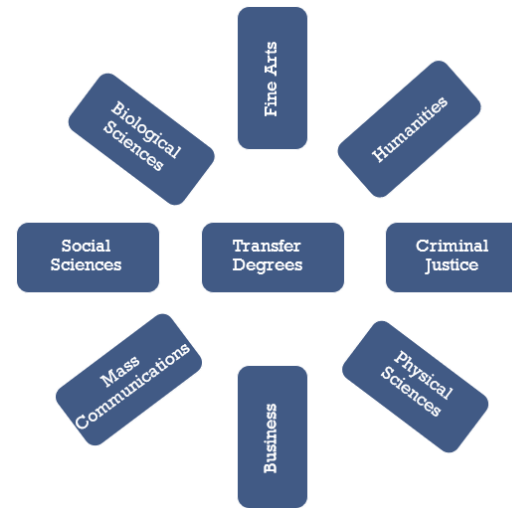 Fine Arts
Biological
Sciences
Humanities
Social
Sciences
Transfer
Degrees
Criminal
Justice
Mass
Communications
Physical
Sciences
Business